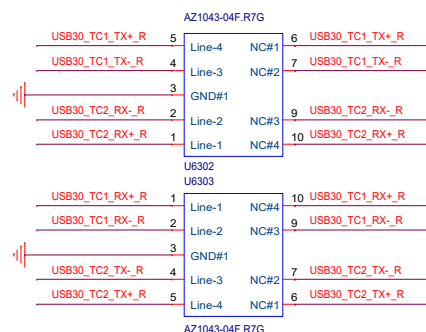 AZ1043-04F.R7G
USB30_TC1_TX+_R 5 Line-4 NC#1 6 USB30_TC1_TX+_R
USB30_TC1_TX-_R 4 Line-3 NC#2 7 USB30_TC1_TX-_R
3 GND#1
USB30_TC2_RX-_R 2 Line-2 NC#3 9 USB30_TC2_RX-_R
USB30_TC2_RX+_R 1 Line-1 NC#4 10 USB30_TC2_RX+_R
U6302
U6303
USB30_TC1_RX+_R 1 Line-1 NC#4 10 USB30_TC1_RX+_R
USB30_TC1_RX-_R 2 Line-2 NC#3 9 USB30_TC1_RX-_R
3 GND#1
USB30_TC2_TX-_R 4 Line-3 NC#2 7 USB30_TC2_TX-_R
USB30_TC2_TX+_R 5 Line-4 NC#1 6 USB30_TC2_TX+_R
AZ1043-04F.R7G